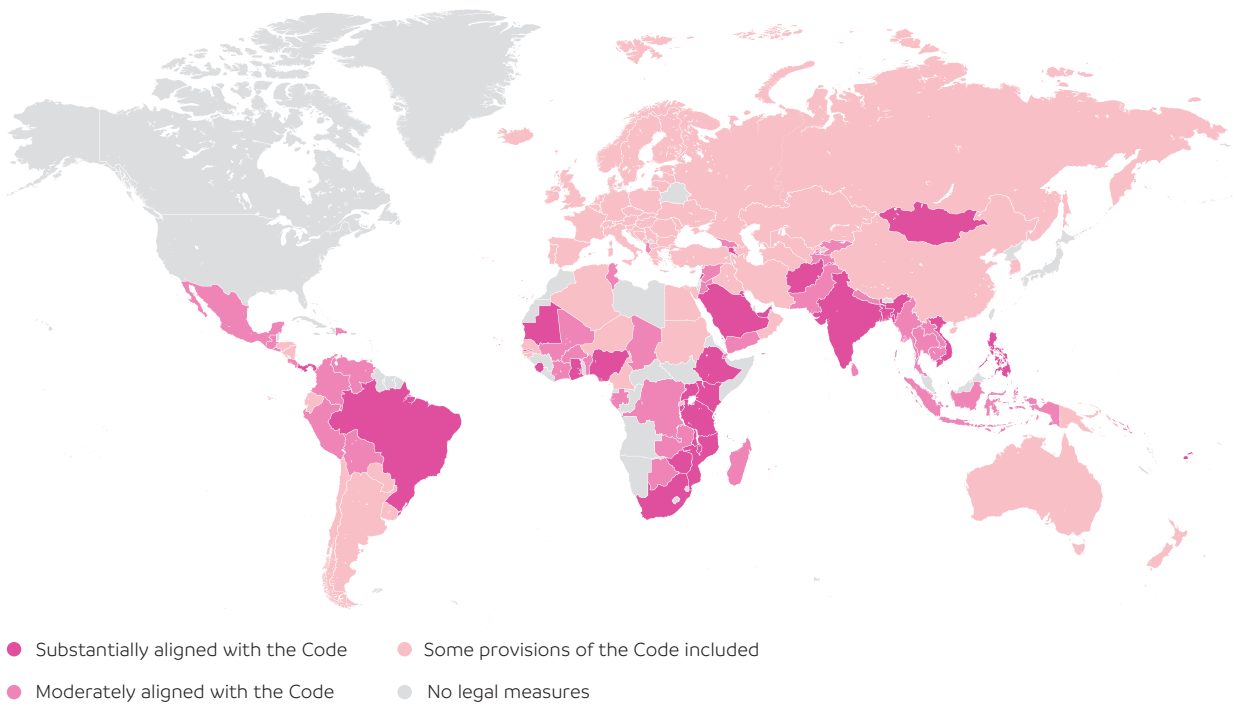 Substantially aligned with the Code
Some provisions of the Code included
Moderately aligned with the Code
No legal measures